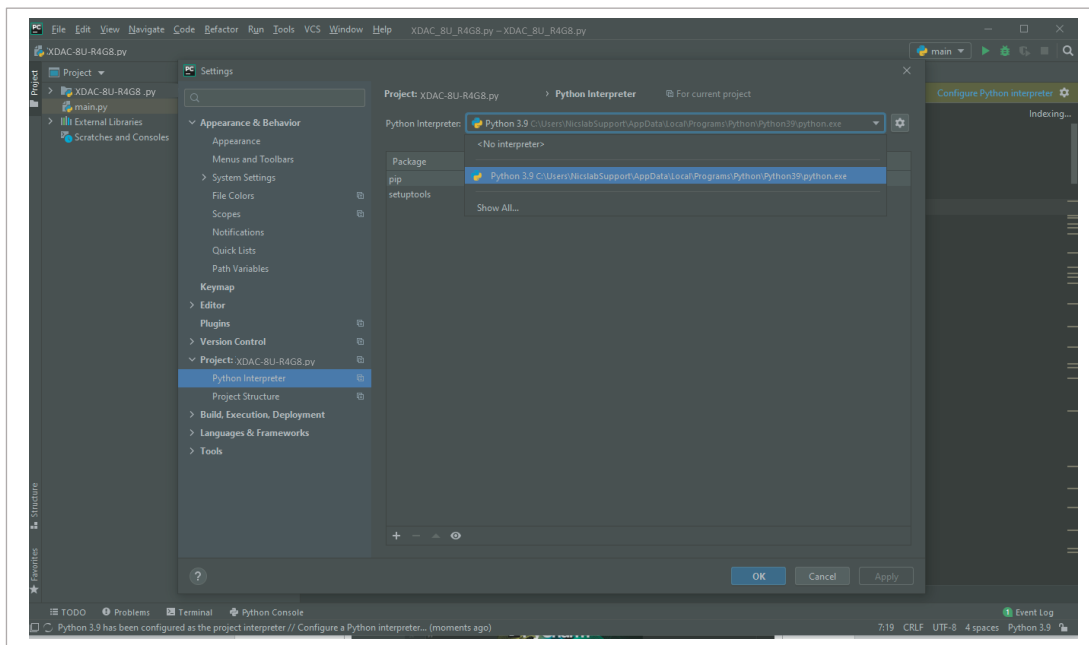 PC File Edit View Navigate Code Refactor Run Tools VCS Window Help XDAC_8U_R4G8.py – XDAC_8U_R4G8.py
XDAC-8U-R4G8.py
main
Project
Project
XDAC-8U-R4G8 .py
main.py
External Libraries
Scratches and Consoles
Configure Python interpreter
Indexing...
PC Settings
Appearance & Behavior
Appearance
Menus and Toolbars
System Settings
File Colors
Scopes
Notifications
Quick Lists
Path Variables
Keymap
Editor
Plugins
Version Control
Project: XDAC-8U-R4G8.py
Python Interpreter
Project Structure
Build, Execution, Deployment
Languages & Frameworks
Tools
Project: XDAC-8U-R4G8.py › Python Interpreter For current project
Python Interpreter: Python 3.9 C:\Users\NicslabSupport\AppData\Local\Programs\Python\Python39\python.exe
<No interpreter>
Python 3.9 C:\Users\NicslabSupport\AppData\Local\Programs\Python\Python39\python.exe
Show All...
Package
pip
setuptools
?
OK Cancel Apply
Structure
Favorites
TODO Problems Terminal Python Console
1 Event Log
Python 3.9 has been configured as the project interpreter // Configure a Python interpreter... (moments ago)
7:19 CRLF UTF-8 4 spaces Python 3.9